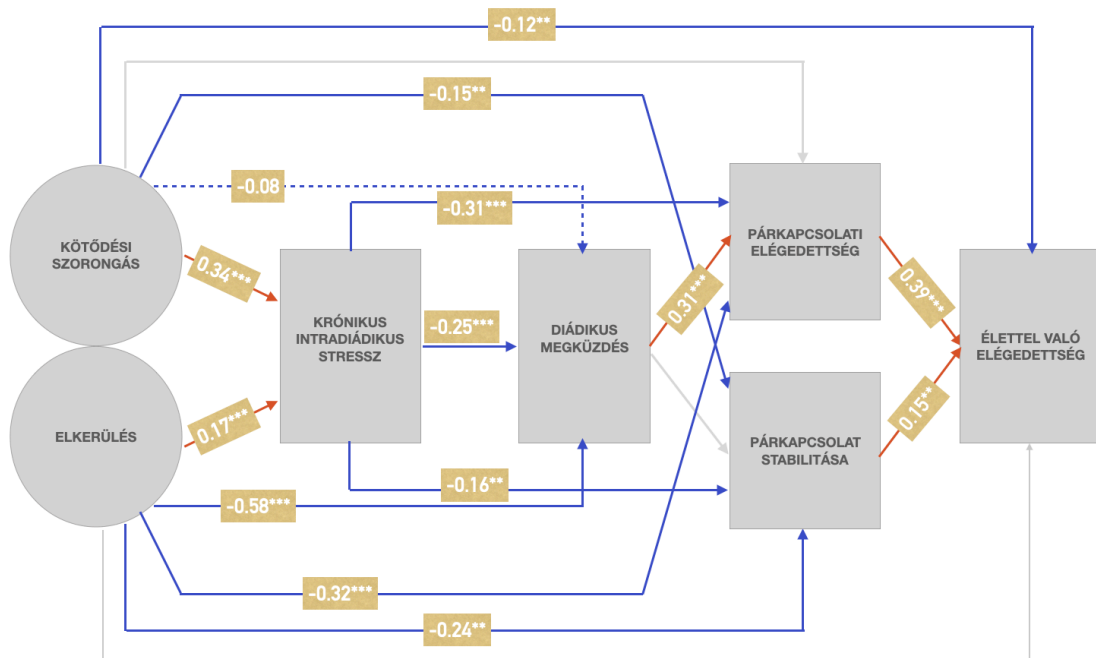 -0.12**
-0.15**
-0.08
-0.31***
KÖTŐDÉSI
SZORONGÁS
0.34***
PÁRKAPCSOLATI
ELÉGEDETTSÉG
KRÓNIKUS
INTRADIÁDIKUS
STRESSZ
-0.25***
DIÁDIKUS
MEGKÜZDÉS
0.31***
0.39***
ÉLETTEL VALÓ
ELÉGEDETTSÉG
ELKERÜLÉS
0.17***
PÁRKAPCSOLAT
STABILITÁSA
0.15**
-0.16**
-0.58***
-0.32***
-0.24**